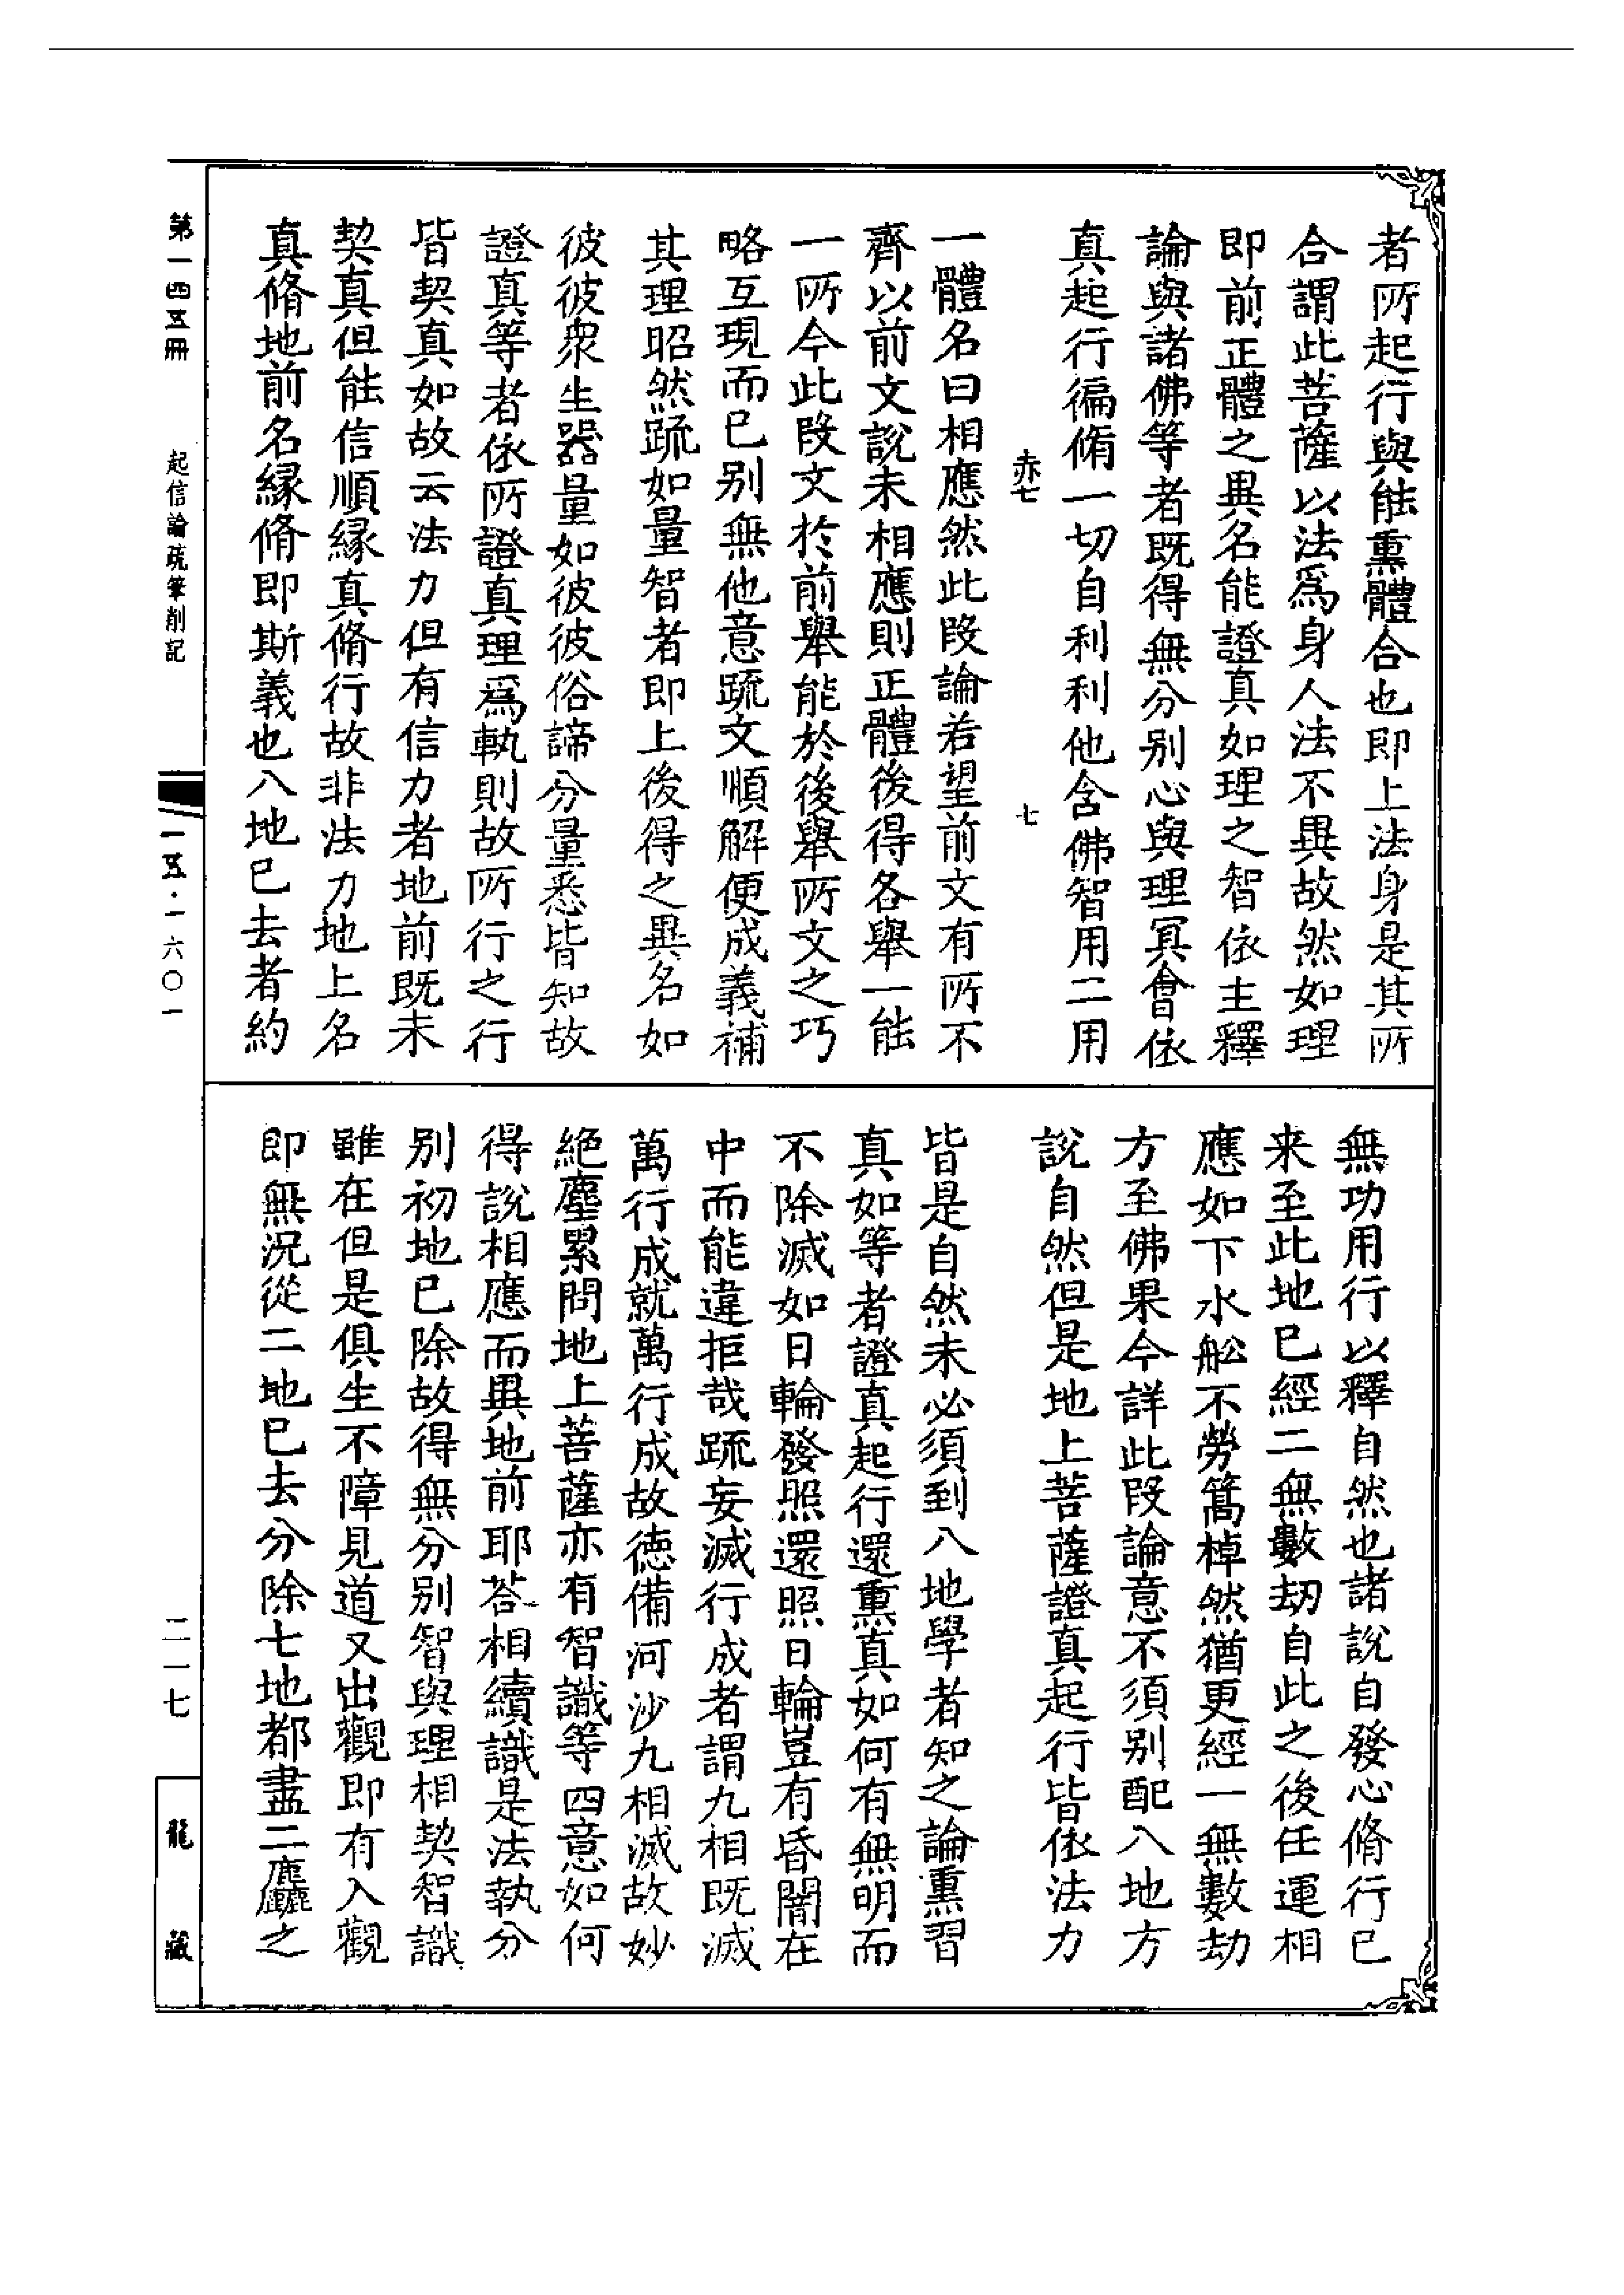 者所起行與能熏體合也即上法身是其所
合謂此菩薩以法爲身人法不異故然如理
即前正體之異名能證真如理之智依主釋
論與諸佛等者既得無分别心與理冥會依
真起行徧脩一切自利利他含佛智用二用
赤七 七
一體名曰相應然此段論若望前文有所不
齊以前文說未相應則正體後得各舉一能
一所今此段文於前舉能於後舉所文之巧
略互現而已别無他意疏文順解便成義補
其理昭然疏如量智者即上後得之異名如
彼彼衆生器量如彼彼俗諦分量悉皆知故
證真等者依所證真理爲軌則故所行之行
皆契真如故云法力但有信力者地前既未
契真但能信順緣真脩行故非法力地上名
真脩地前名緣脩即斯義也八地已去者約
無功用行以釋自然也諸說自發心脩行已
来至此地已經二無數劫自此之後任運相
應如下水舩不勞篙棹然猶更經一無數劫
方至佛果今詳此段論意不須别配八地方
說自然但是地上菩薩證真起行皆依法力
皆是自然未必須到八地學者知之論熏習
真如等者證真起行還熏真如何有無明而
不除滅如日輪發照還照日輪豈有昏闇在
中而能違拒哉疏妄滅行成者謂九相既滅
萬行成就萬行成故德備河沙九相滅故妙
絕塵累問地上菩薩亦有智識等四意如何
得說相應而異地前耶荅相續識是法執分
别初地已除故得無分别智與理相契智識
雖在但是俱生不障見道又出觀即有入觀
即無況從二地已去分除七地都盡二麤之
第一四五冊 起信論疏筆削記 一五·一六〇一 二一七 龍藏